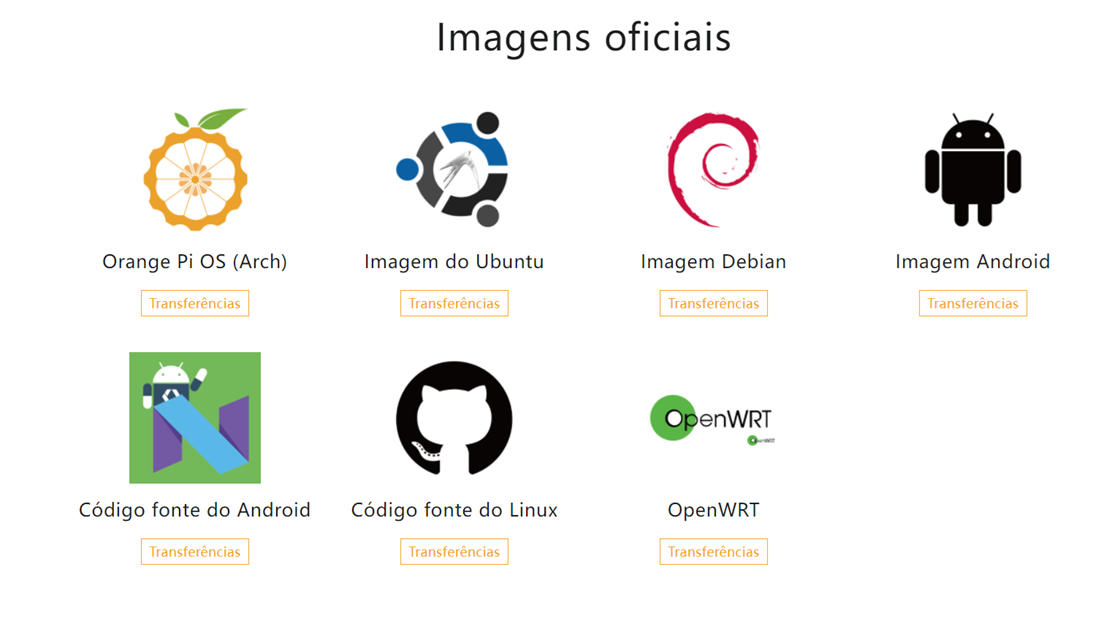 Imagens oficiais
Orange Pi OS (Arch)
Imagem do Ubuntu
Imagem Debian
Imagem Android
Transferências
Transferências
Transferências
Transferências
OpenWRT
OpenWRT
Código fonte do Android
Código fonte do Linux
OpenWRT
Transferências
Transferências
Transferências